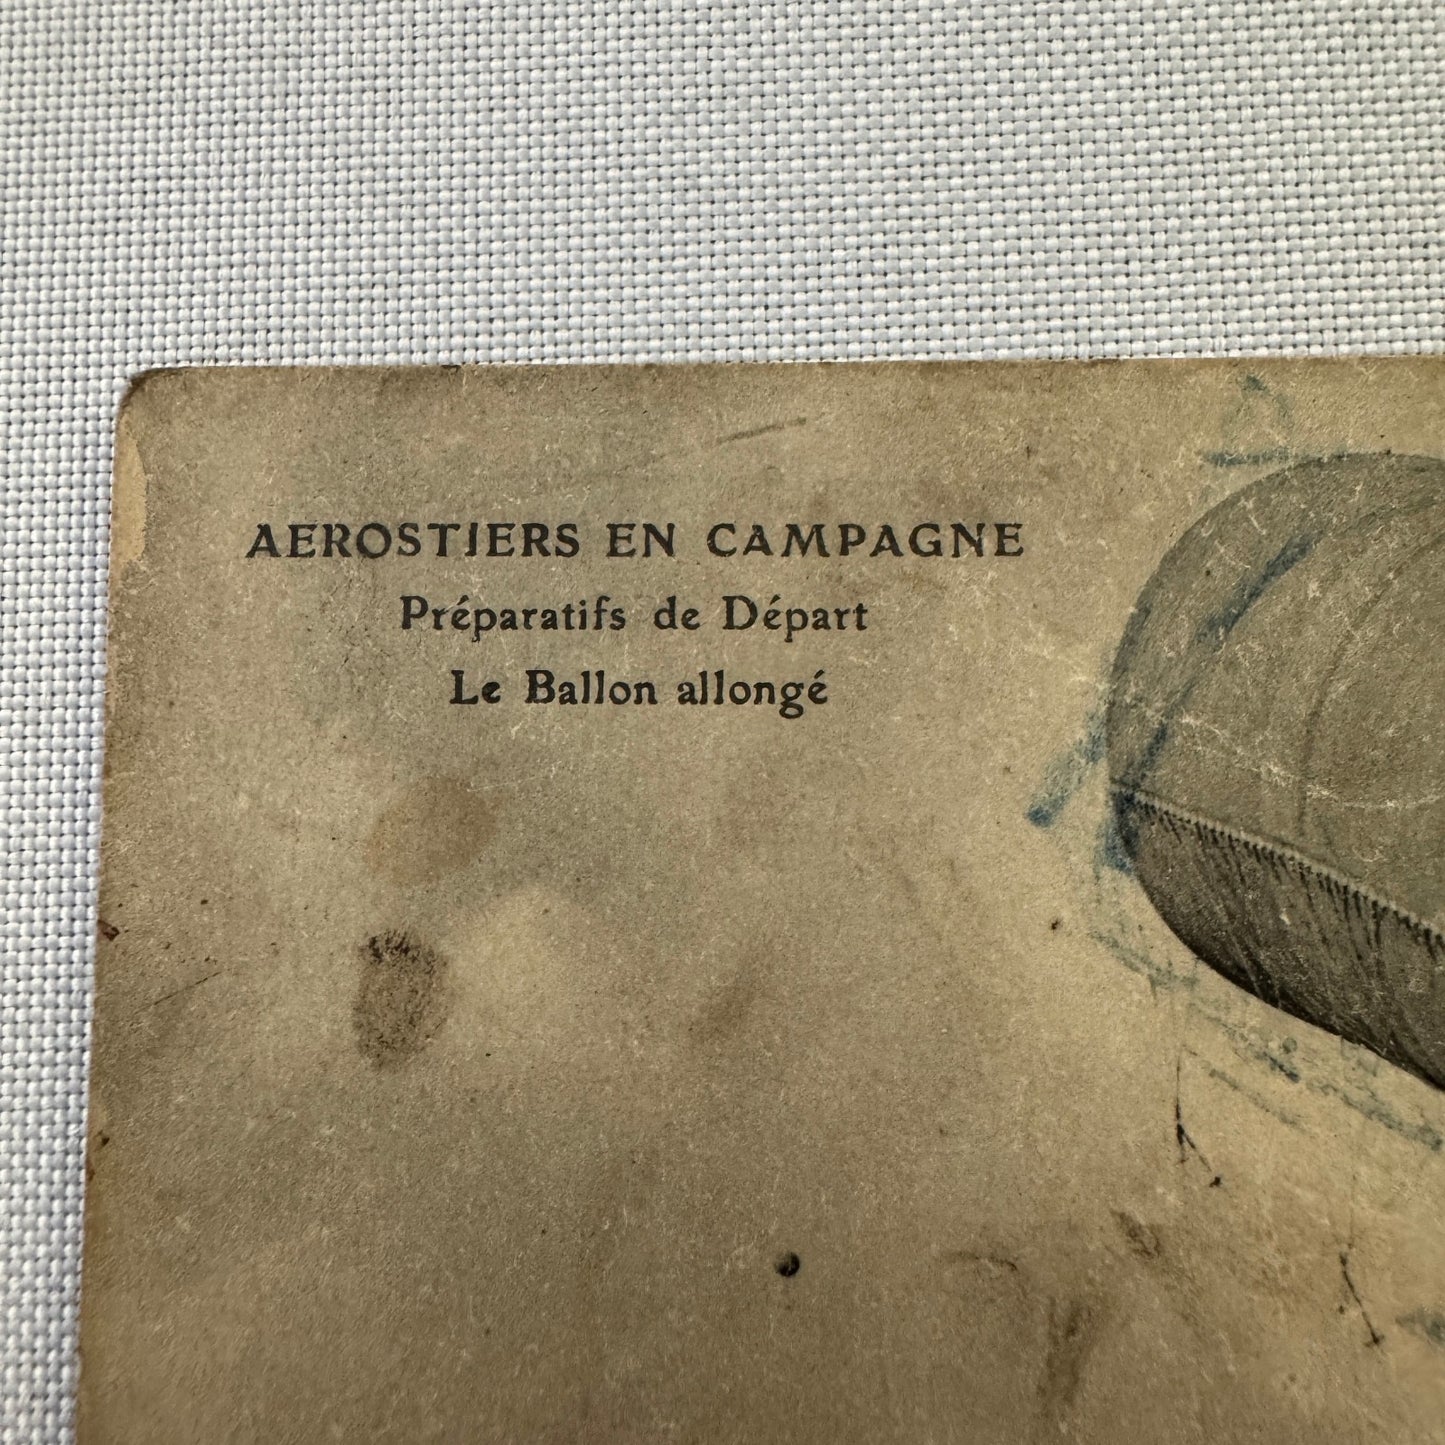 AEROSTIERS EN CAMPAGNE
Préparatifs de Départ
Le Ballon allongé